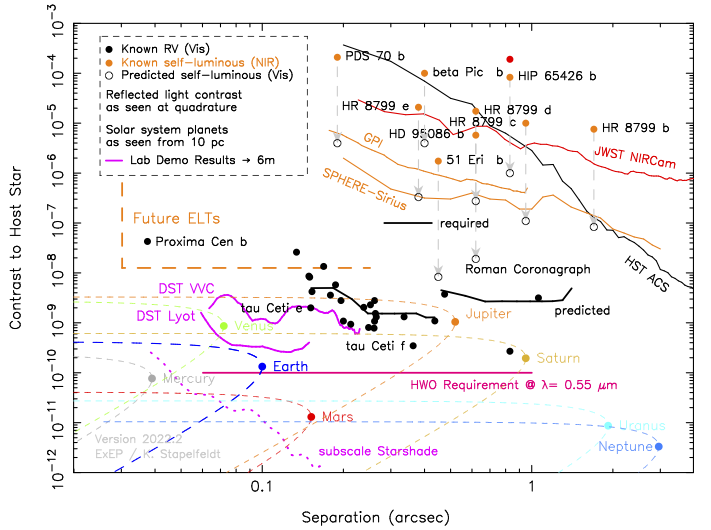 Known RV (Vis)
Known self-luminous (NIR)
Predicted self-luminous (Vis)
Reflected light contrast
as seen at quadrature
Solar system planets
as seen from 10 pc
Lab Demo Results → 6m
PDS 70 b
beta Pic b
HIP 65426 b
HR 8799 e
HR 8799 d
HR 8799 c
HD 95086 b
HR 8799 b
GPI
JWST NIRCam
51 Eri b
SPHERE-Sirius
Future ELTs
required
Proxima Cen b
Roman Coronagraph
HST ACS
DST VVC
tau Ceti e
predicted
DST Lyot
Venus
Jupiter
tau Ceti f
Saturn
Earth
Mercury
HWO Requirement @ λ= 0.55 μm
Mars
Uranus
Version 2022.2
Neptune
ExEP / K. Stapelfeldt
subscale Starshade
10⁻⁴
10⁻⁵
10⁻⁶
10⁻⁷
10⁻⁸
10⁻⁹
10⁻¹⁰
10⁻¹¹
10⁻¹²
Contrast to Host Star
0.1
1
Separation (arcsec)